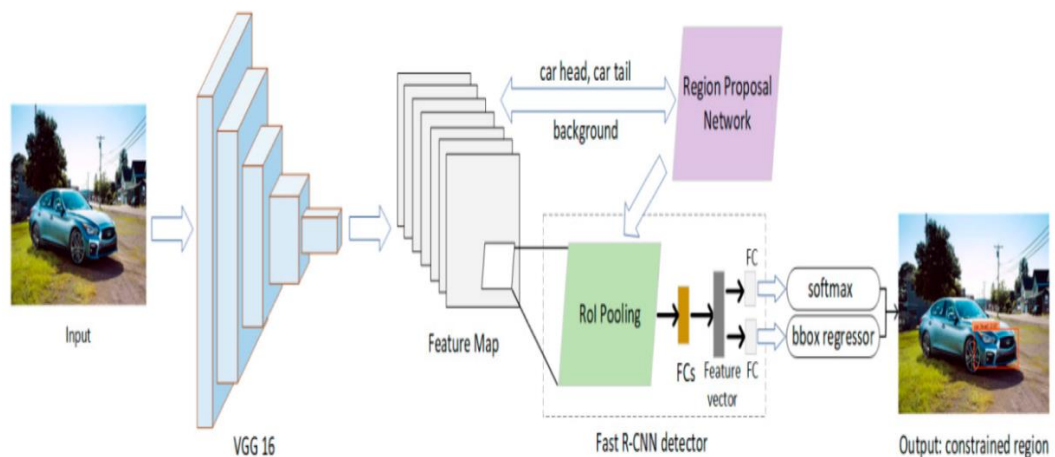 car head, car tail
background
Region Proposal
Network
Input
VGG 16
Feature Map
RoI Pooling
FCs
Feature
vector
FC
FC
softmax
bbox regressor
Fast R-CNN detector
Output: constrained region